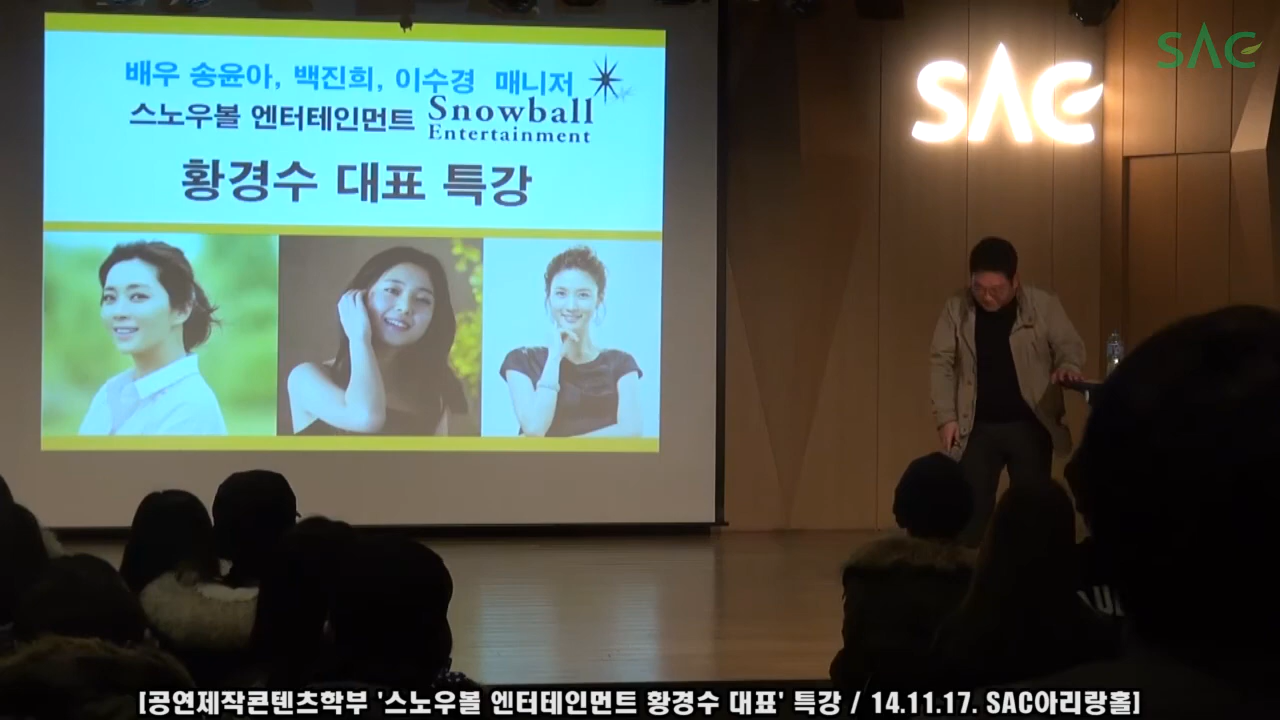 배우 송윤아, 백진희, 이수경 매니저
스노우볼 엔터테인먼트 Snowball
Entertainment
황경수 대표 특강
SAC
SAC
[공연제작콘텐츠학부 '스노우볼 엔터테인먼트 황경수 대표' 특강 / 14.11.17. SAC아리랑홀]